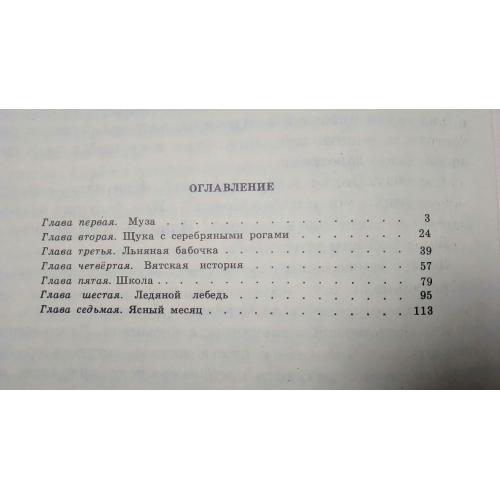 ОГЛАВЛЕНИЕ
Глава первая. Муза . . . . . . . . . . . . . . . . 3
Глава вторая. Щука с серебряными рогами . . . . . . . 24
Глава третья. Льняная бабочка . . . . . . . . . . . . 39
Глава четвёртая. Вятская история . . . . . . . . . . 57
Глава пятая. Школа . . . . . . . . . . . . . . . . 79
Глава шестая. Ледяной лебедь . . . . . . . . . . . 95
Глава седьмая. Ясный месяц . . . . . . . . . . . . . 113